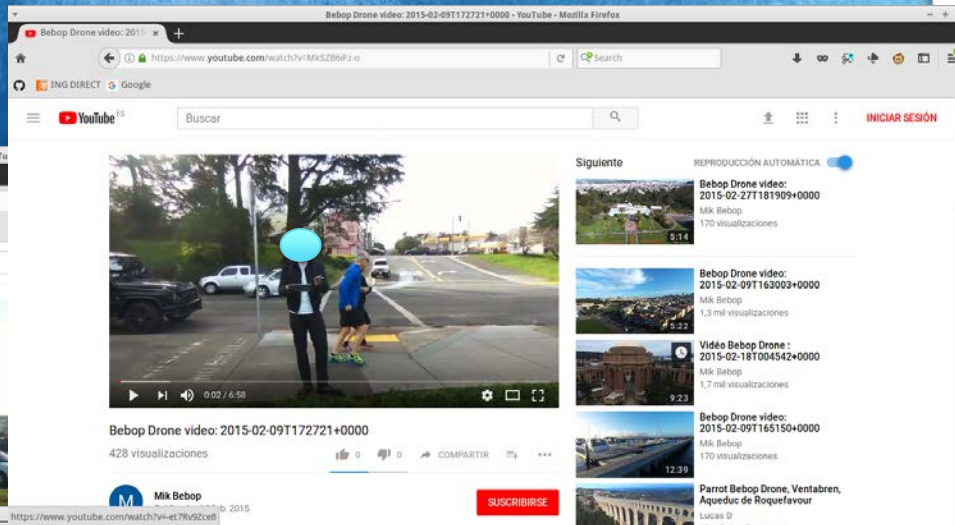 Bebop Drone video: 2015-02-09T172721+0000 - YouTube - Mozilla Firefox
Bebop Drone video: 2015-
https://www.youtube.com/watch?v=MkSZB6iFz-o
Search
ING DIRECT
Google
YouTube ES
Buscar
INICIAR SESIÓN
Siguiente
REPRODUCCIÓN AUTOMÁTICA
Bebop Drone video:
2015-02-27T181909+0000
Mik Bebop
170 visualizaciones
5:14
Bebop Drone video:
2015-02-09T163003+0000
Mik Bebop
1,3 mil visualizaciones
5:22
Vidéo Bebop Drone :
2015-02-18T004542+0000
Mik Bebop
1,7 mil visualizaciones
9:23
Bebop Drone video:
2015-02-09T165150+0000
Mik Bebop
170 visualizaciones
12:39
Parrot Bebop Drone, Ventabren,
Aqueduc de Roquefavour
Lucas D
0:02 / 6:58
Bebop Drone video: 2015-02-09T172721+0000
428 visualizaciones
0
0
COMPARTIR
M
Mik Bebop
2015
SUSCRIBIRSE
https://www.youtube.com/watch?v=-et7Rv9Zce8